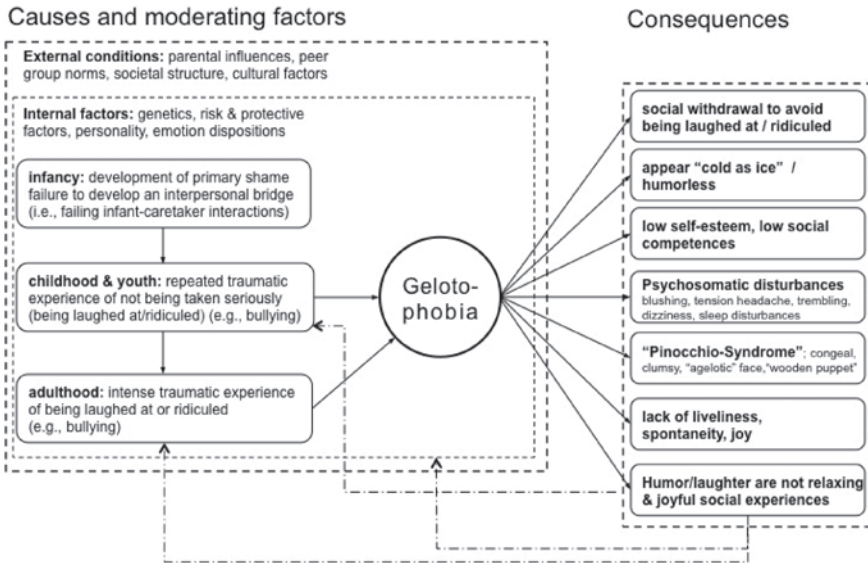 Causes and moderating factors
External conditions: parental influences, peer
group norms, societal structure, cultural factors
Internal factors: genetics, risk & protective
factors, personality, emotion dispositions
infancy: development of primary shame
failure to develop an interpersonal bridge
(i.e., failing infant-caretaker interactions)
childhood & youth: repeated traumatic
experience of not being taken seriously
(being laughed at/ridiculed) (e.g., bullying)
adulthood: intense traumatic experience
of being laughed at or ridiculed
(e.g., bullying)
Geloto-
phobia
Consequences
social withdrawal to avoid
being laughed at / ridiculed
appear “cold as ice” /
humorless
low self-esteem, low social
competences
Psychosomatic disturbances
blushing, tension headache, trembling,
dizziness, sleep disturbances
“Pinocchio-Syndrome”; congeal,
clumsy, “agelotic” face,“wooden puppet”
lack of liveliness,
spontaneity, joy
Humor/laughter are not relaxing
& joyful social experiences